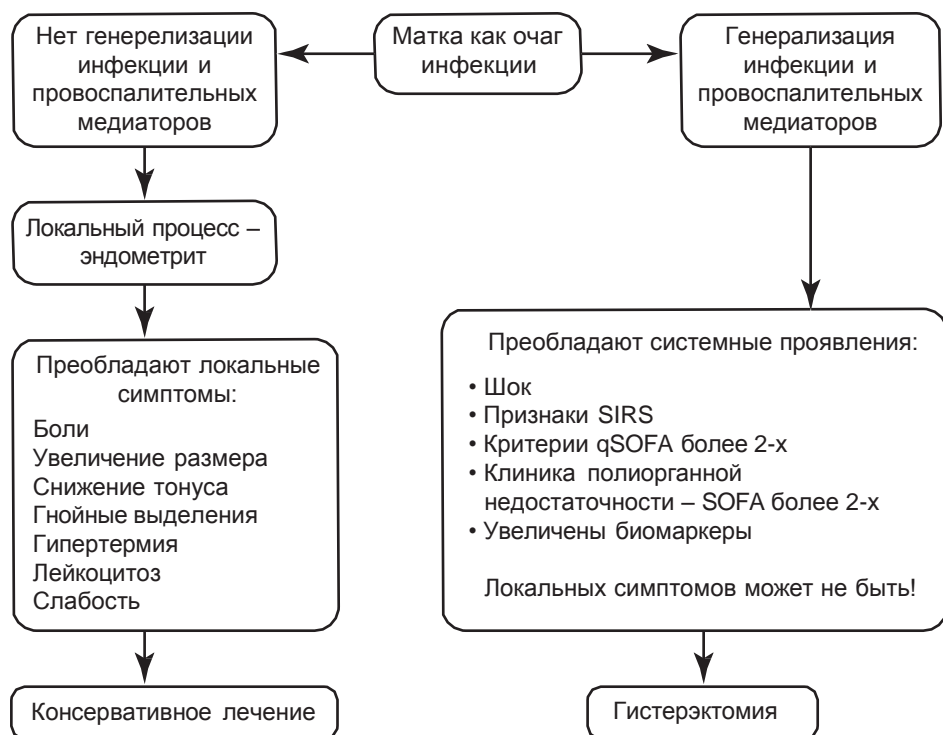 Нет генерелизации
инфекции и
провоспалительных
медиаторов
Матка как очаг
инфекции
Генерализация
инфекции и
провоспалительных
медиаторов
Локальный процесс –
эндометрит
Преобладают локальные
симптомы:
Боли
Увеличение размера
Снижение тонуса
Гнойные выделения
Гипертермия
Лейкоцитоз
Слабость
Преобладают системные проявления:
• Шок
• Признаки SIRS
• Критерии qSOFA более 2-х
• Клиника полиорганной
недостаточности – SOFA более 2-х
• Увеличены биомаркеры
Локальных симптомов может не быть!
Консервативное лечение
Гистерэктомия